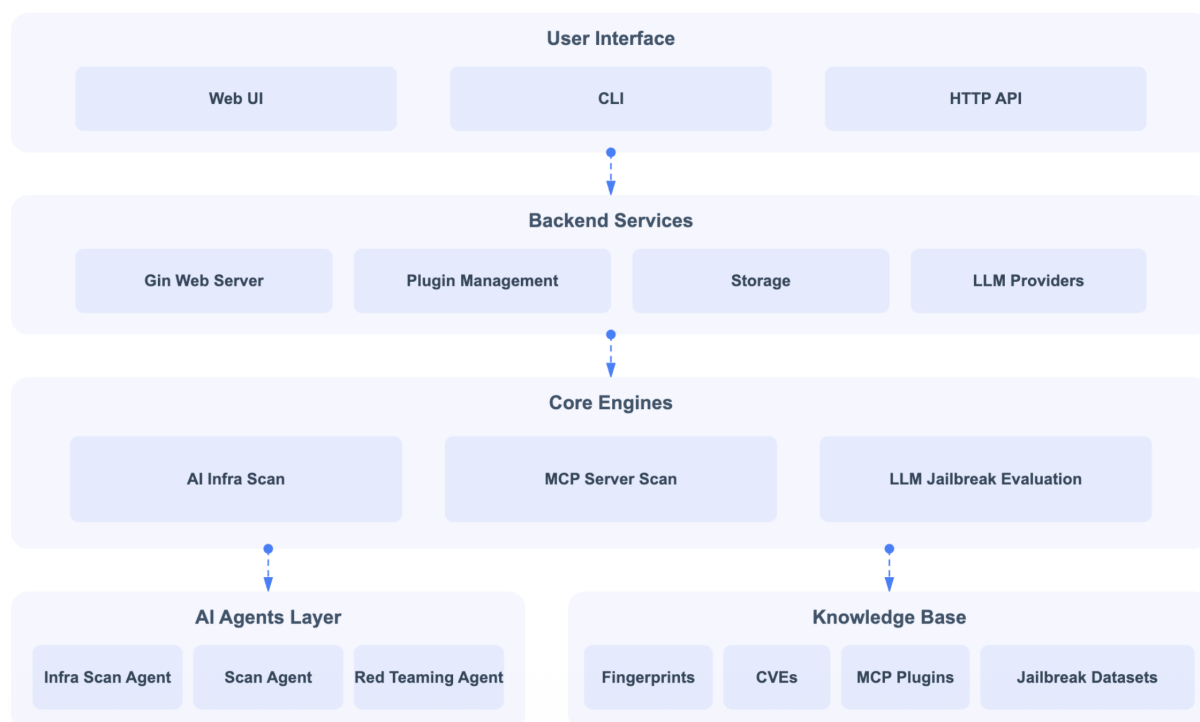 User Interface
Web UI
CLI
HTTP API
Backend Services
Gin Web Server
Plugin Management
Storage
LLM Providers
Core Engines
AI Infra Scan
MCP Server Scan
LLM Jailbreak Evaluation
AI Agents Layer
Infra Scan Agent
Scan Agent
Red Teaming Agent
Knowledge Base
Fingerprints
CVEs
MCP Plugins
Jailbreak Datasets